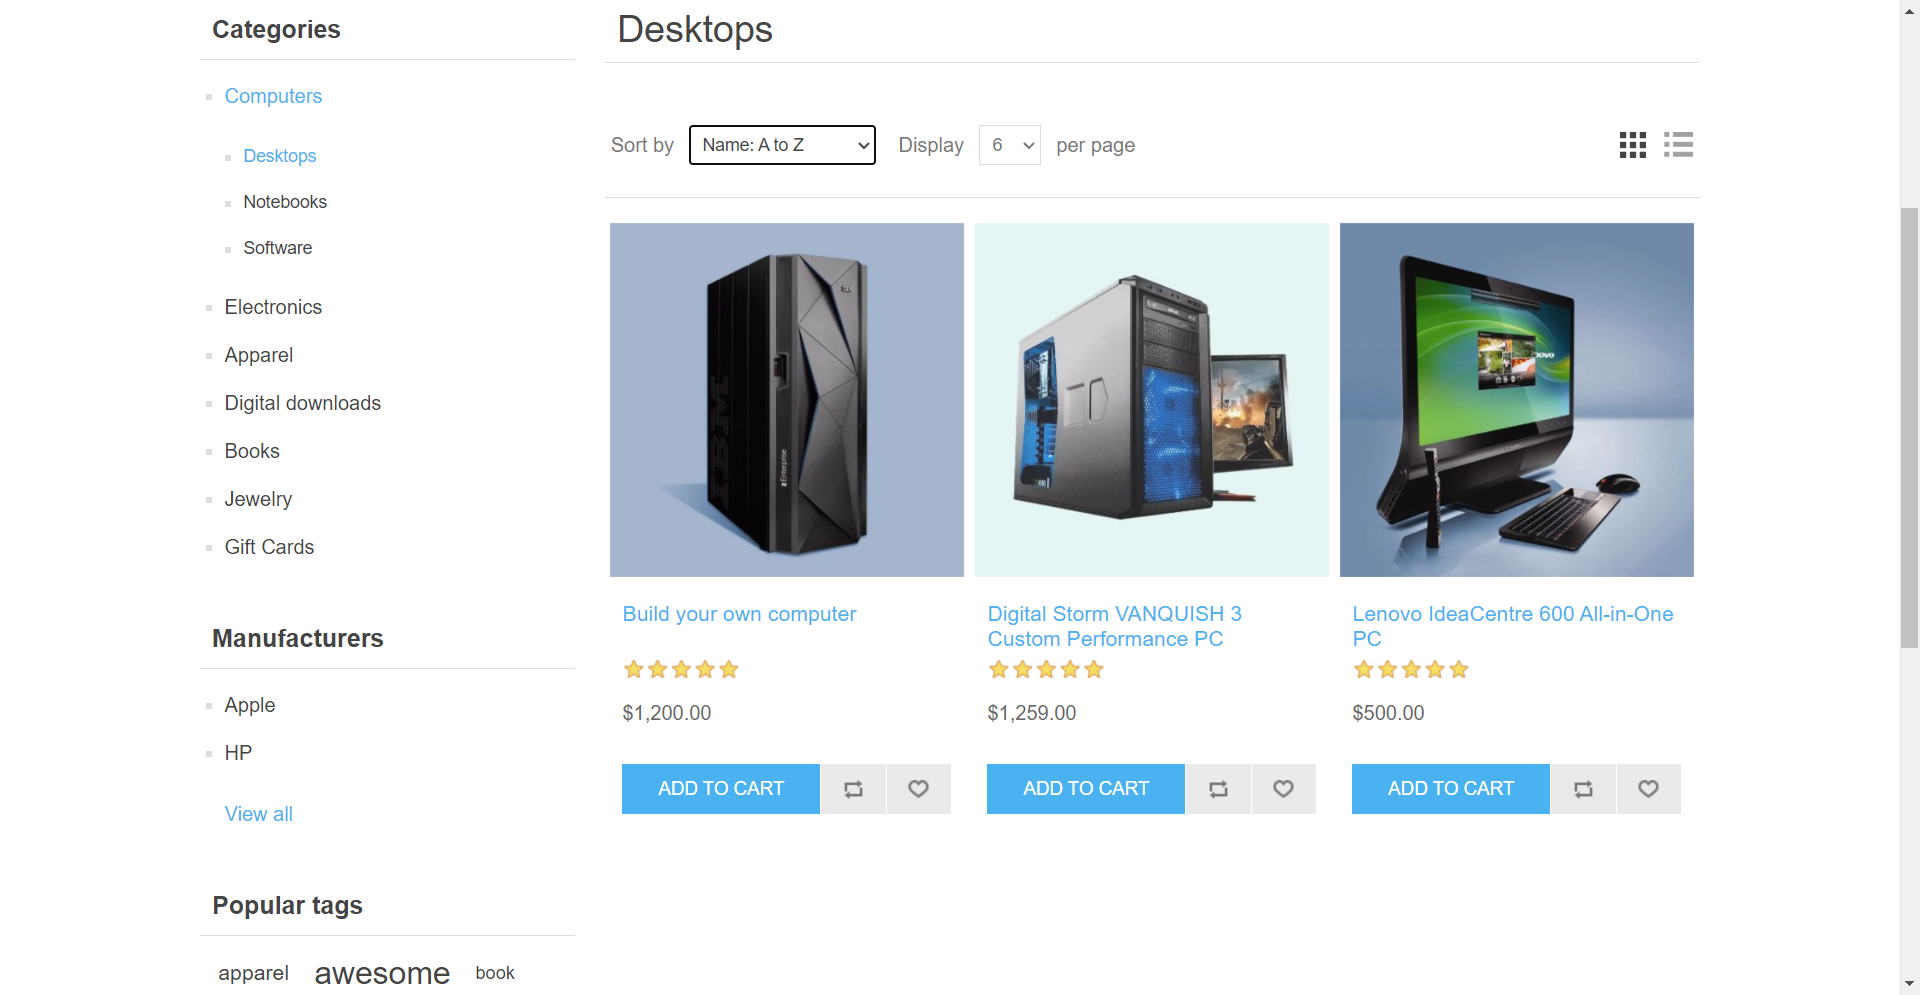 Categories
Computers
Desktops
Notebooks
Software
Electronics
Apparel
Digital downloads
Books
Jewelry
Gift Cards
Manufacturers
Apple
HP
View all
Popular tags
apparel awesome book
Desktops
Sort by Name: A to Z Display 6 per page
IBM
Enterprise
Build your own computer
$1,200.00
ADD TO CART
Digital Storm VANQUISH 3
Custom Performance PC
$1,259.00
ADD TO CART
Lenovo IdeaCentre 600 All-in-One
PC
$500.00
ADD TO CART